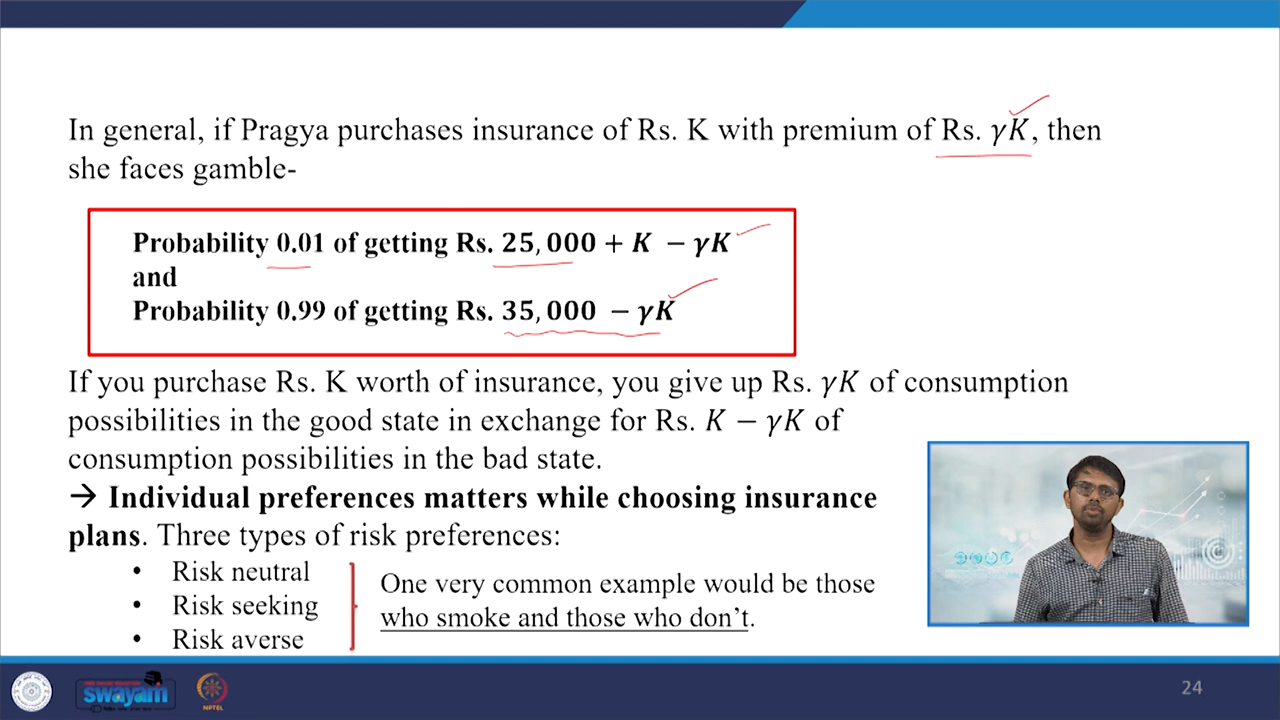 In general, if Pragya purchases insurance of Rs. K with premium of Rs. γK, then
she faces gamble-
Probability 0.01 of getting Rs. 25,000 + K − γK
and
Probability 0.99 of getting Rs. 35,000 − γK
If you purchase Rs. K worth of insurance, you give up Rs. γK of consumption
possibilities in the good state in exchange for Rs. K − γK of
consumption possibilities in the bad state.
→ Individual preferences matters while choosing insurance
plans. Three types of risk preferences:
• Risk neutral
• Risk seeking
• Risk averse
One very common example would be those
who smoke and those who don't.
swayam
NPTEL
24